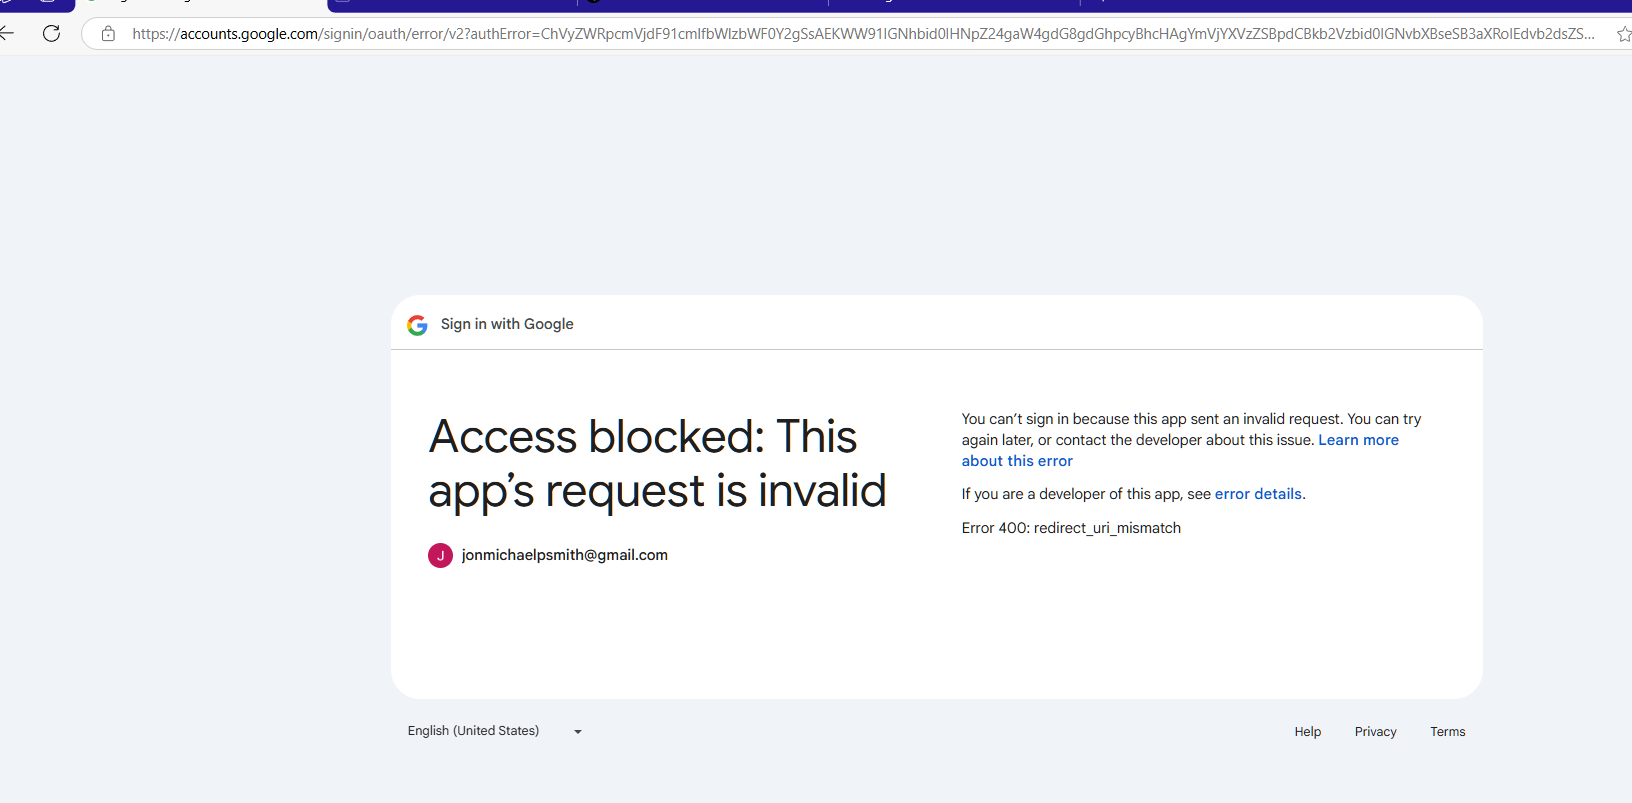 https://accounts.google.com/signin/oauth/error/v2?authError=ChVyZWRpcmVjdF91cmlfbWlzbWF0Y2gSsAEKWW91IGNhbid0IHNpZ24gaW4gdG8gdGhpcyBhcHAgYmVjYXVzZSBpdCBkb2Vzbid0IGNvbXBseSB3aXRoIEdvb2dsZS...
Sign in with Google
Access blocked: This
app’s request is invalid
J jonmichaelpsmith@gmail.com
You can’t sign in because this app sent an invalid request. You can try
again later, or contact the developer about this issue. Learn more
about this error
If you are a developer of this app, see error details.
Error 400: redirect_uri_mismatch
English (United States)
Help Privacy Terms